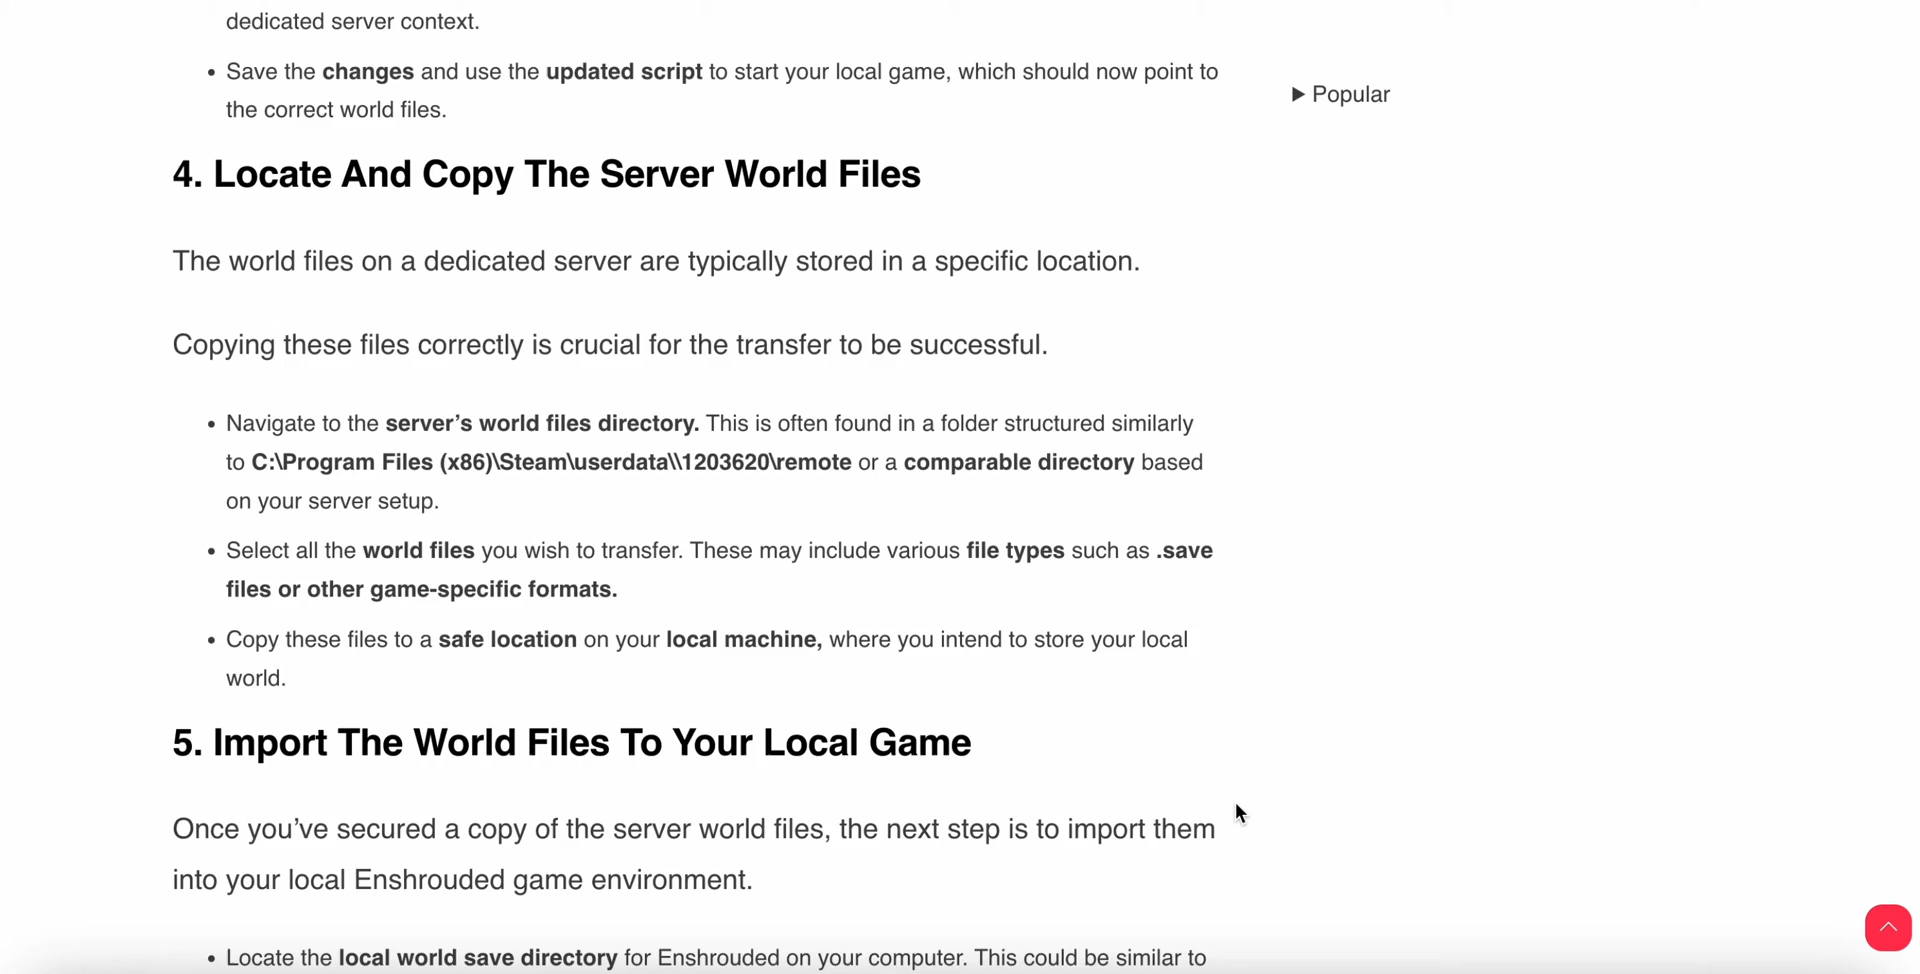 dedicated server context.
• Save the changes and use the updated script to start your local game, which should now point to
the correct world files.
▶ Popular
4. Locate And Copy The Server World Files
The world files on a dedicated server are typically stored in a specific location.
Copying these files correctly is crucial for the transfer to be successful.
• Navigate to the server’s world files directory. This is often found in a folder structured similarly
to C:\Program Files (x86)\Steam\userdata\\1203620\remote or a comparable directory based
on your server setup.
• Select all the world files you wish to transfer. These may include various file types such as .save
files or other game-specific formats.
• Copy these files to a safe location on your local machine, where you intend to store your local
world.
5. Import The World Files To Your Local Game
Once you’ve secured a copy of the server world files, the next step is to import them
into your local Enshrouded game environment.
• Locate the local world save directory for Enshrouded on your computer. This could be similar to